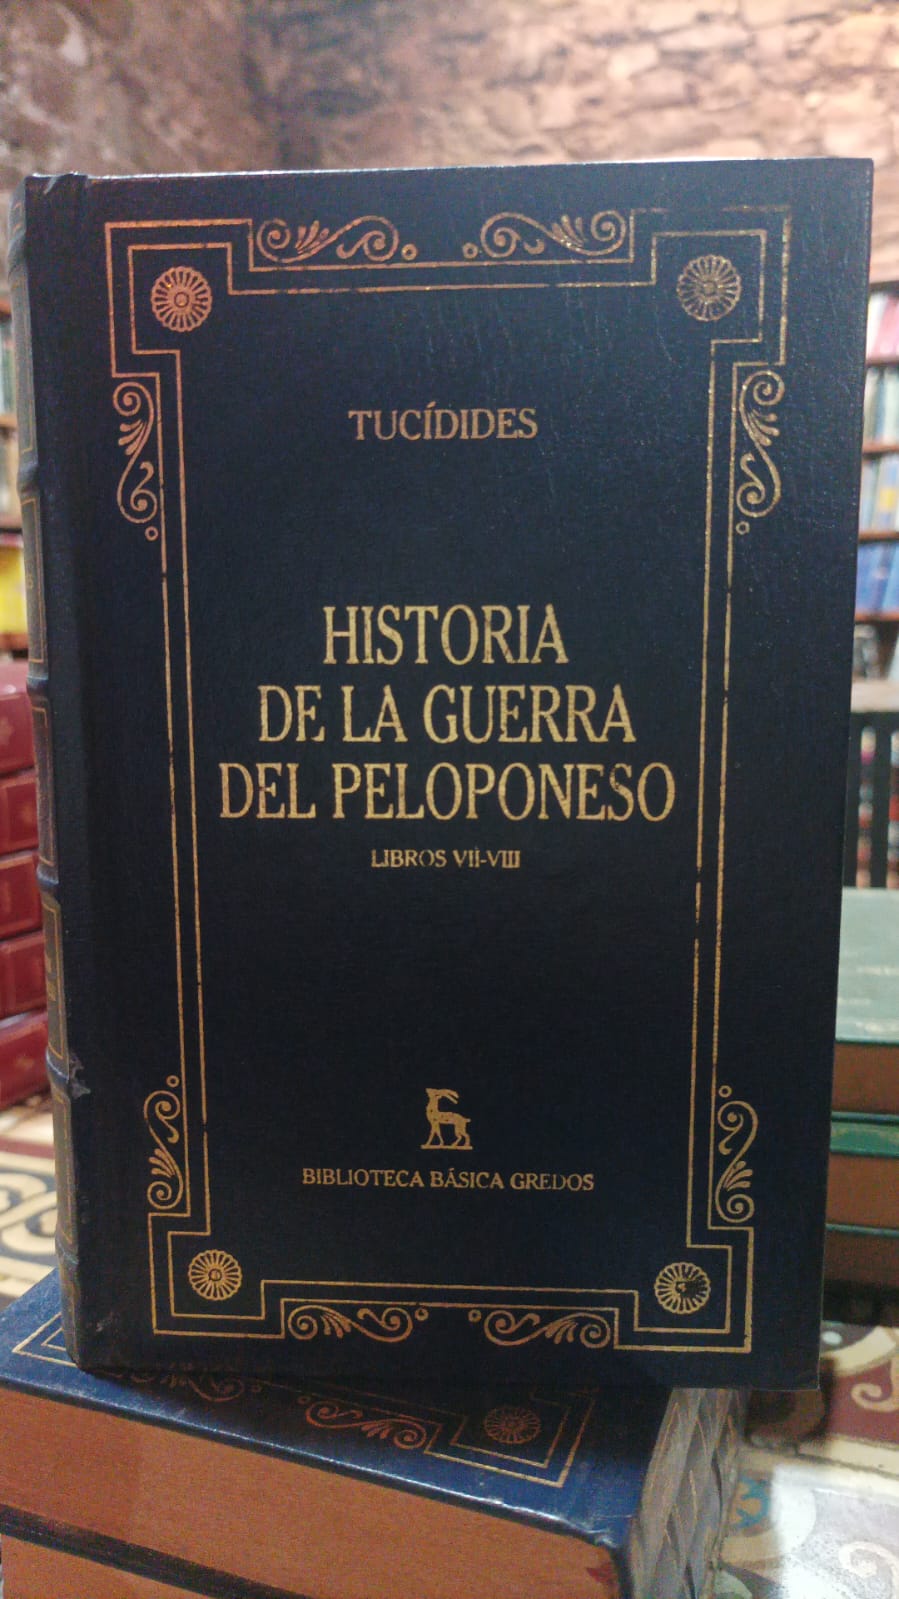 TUCÍDIDES
HISTORIA
DE LA GUERRA
DEL PELOPONESO
LIBROS VII-VIII
BIBLIOTECA BÁSICA GREDOS